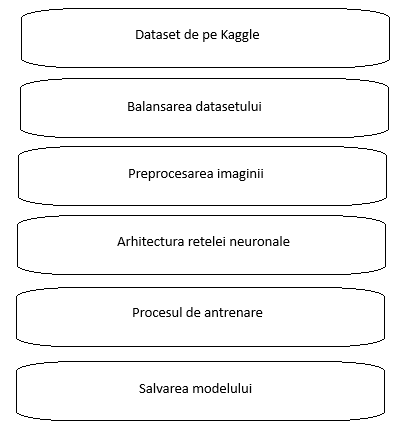 Dataset de pe Kaggle
Balansarea datasetului
Preprocesarea imaginii
Arhitectura retelei neuronale
Procesul de antrenare
Salvarea modelului